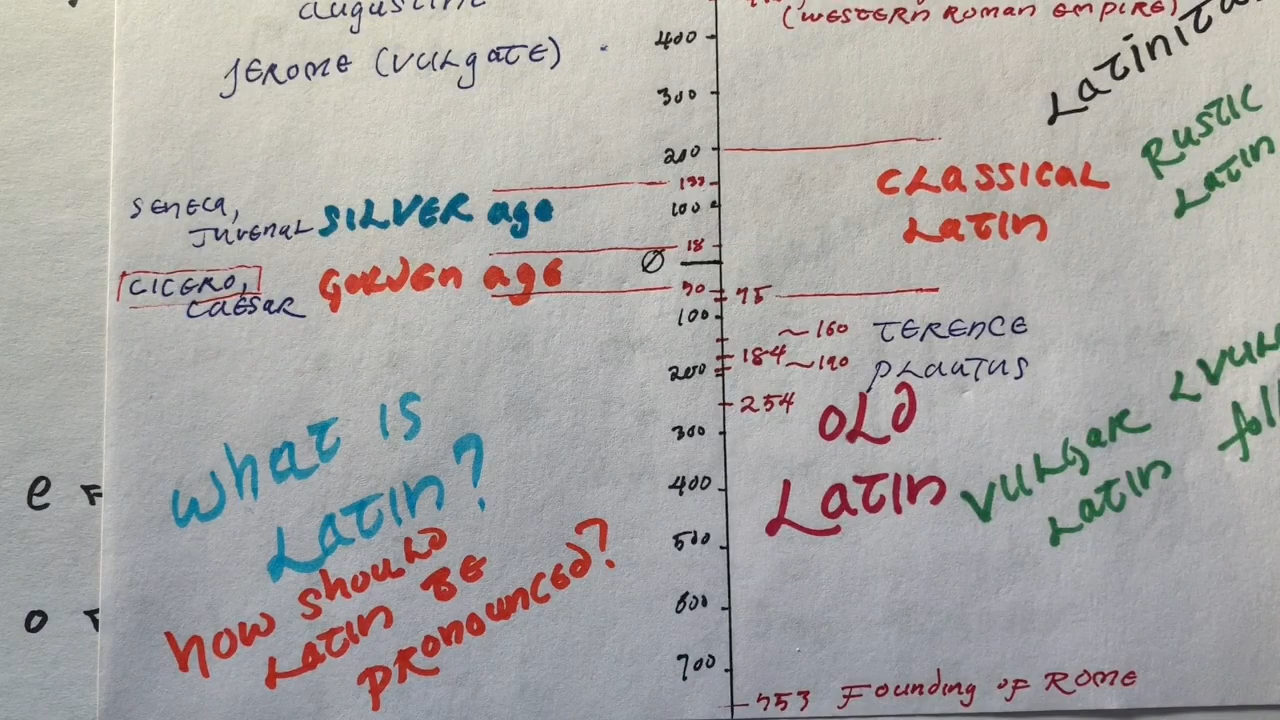 augustine
JEROME (VULgatE)
SENECA,
JUVENAL
SILVER age
CICERO,
CAESAR
GOLDEN age
What is
Latin?
how should
Latin BE
PRonounced?
e
o
(WESTERN ROMAN EMPIRE)
400
300
200
133
100
18
Ø
70
75
100
~160 TERENCE
184
~190 PLAUTUS
200
254
300
400
500
600
700
753 Founding of ROME
CLassical
Latin
OLD
Latin
RUSTIC
Latin
VULgaR
Latin